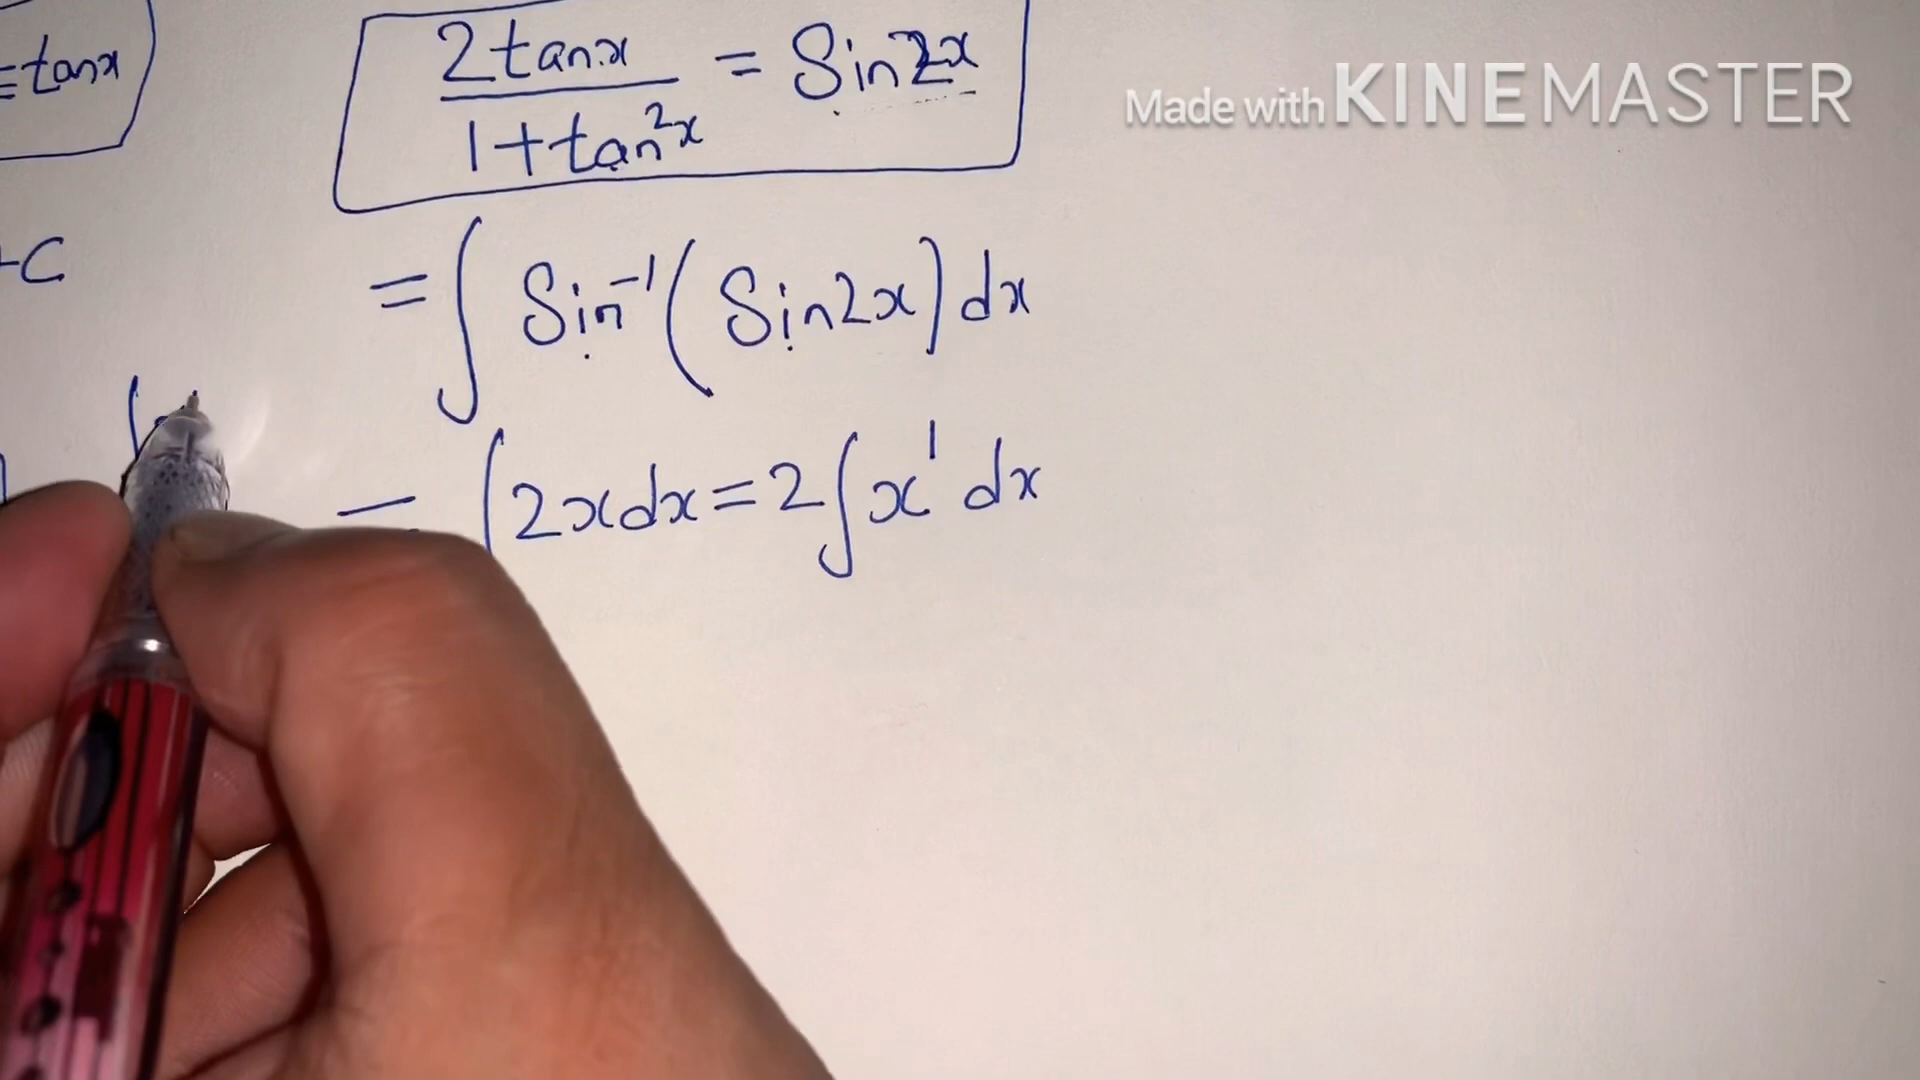 =tanx
2tanx / 1+tan²x = Sin2x
Made with KINEMASTER
+C
= ∫ Sin⁻¹(Sin2x) dx
= ∫2xdx = 2∫x¹ dx